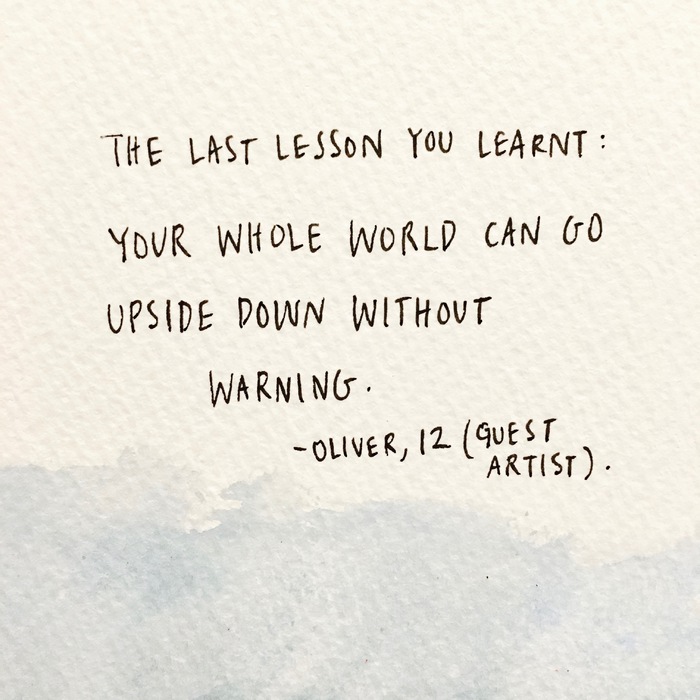 THE LAST LESSON YOU LEARNT:
YOUR WHOLE WORLD CAN GO
UPSIDE DOWN WITHOUT
WARNING.
-OLIVER, 12 (GUEST
ARTIST).